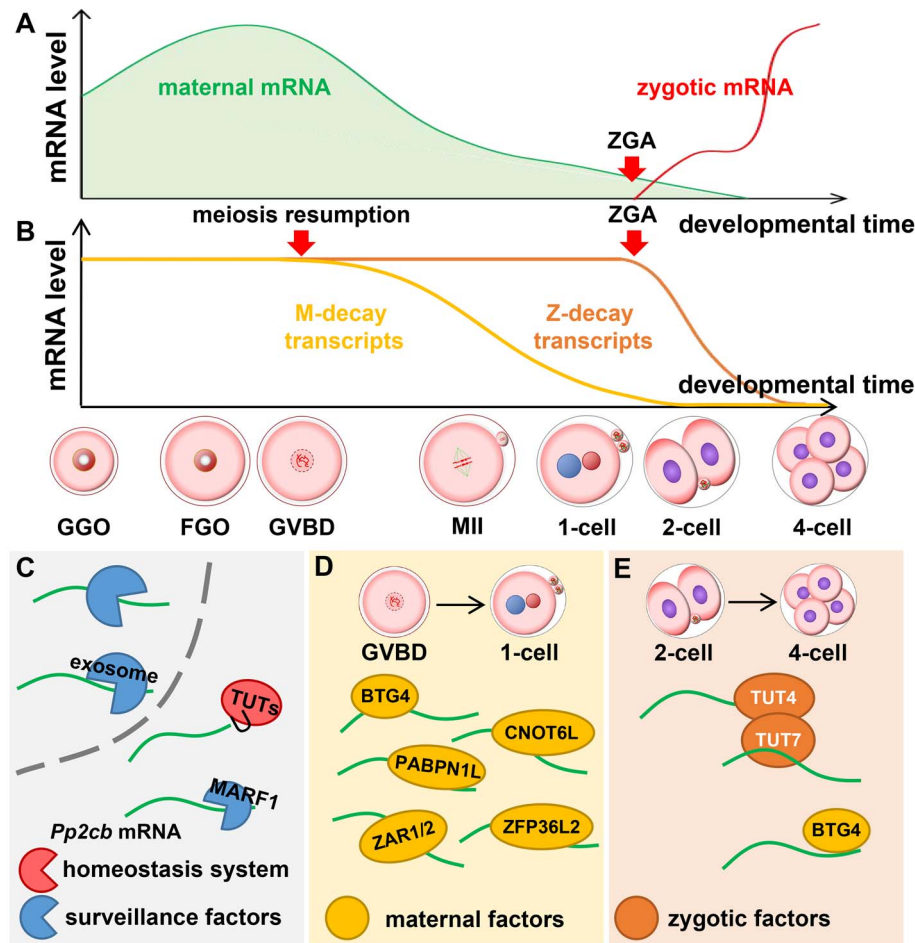 A
mRNA level
maternal mRNA
zygotic mRNA
ZGA
developmental time
meiosis resumption
ZGA
B
mRNA level
M-decay
transcripts
Z-decay
transcripts
developmental time
GGO
FGO
GVBD
MII
1-cell
2-cell
4-cell
C
exosome
TUTs
MARF1
Pp2cb mRNA
homeostasis system
surveillance factors
D
GVBD
1-cell
BTG4
CNOT6L
PABPN1L
ZAR1/2
ZFP36L2
maternal factors
E
2-cell
4-cell
TUT4
TUT7
BTG4
zygotic factors